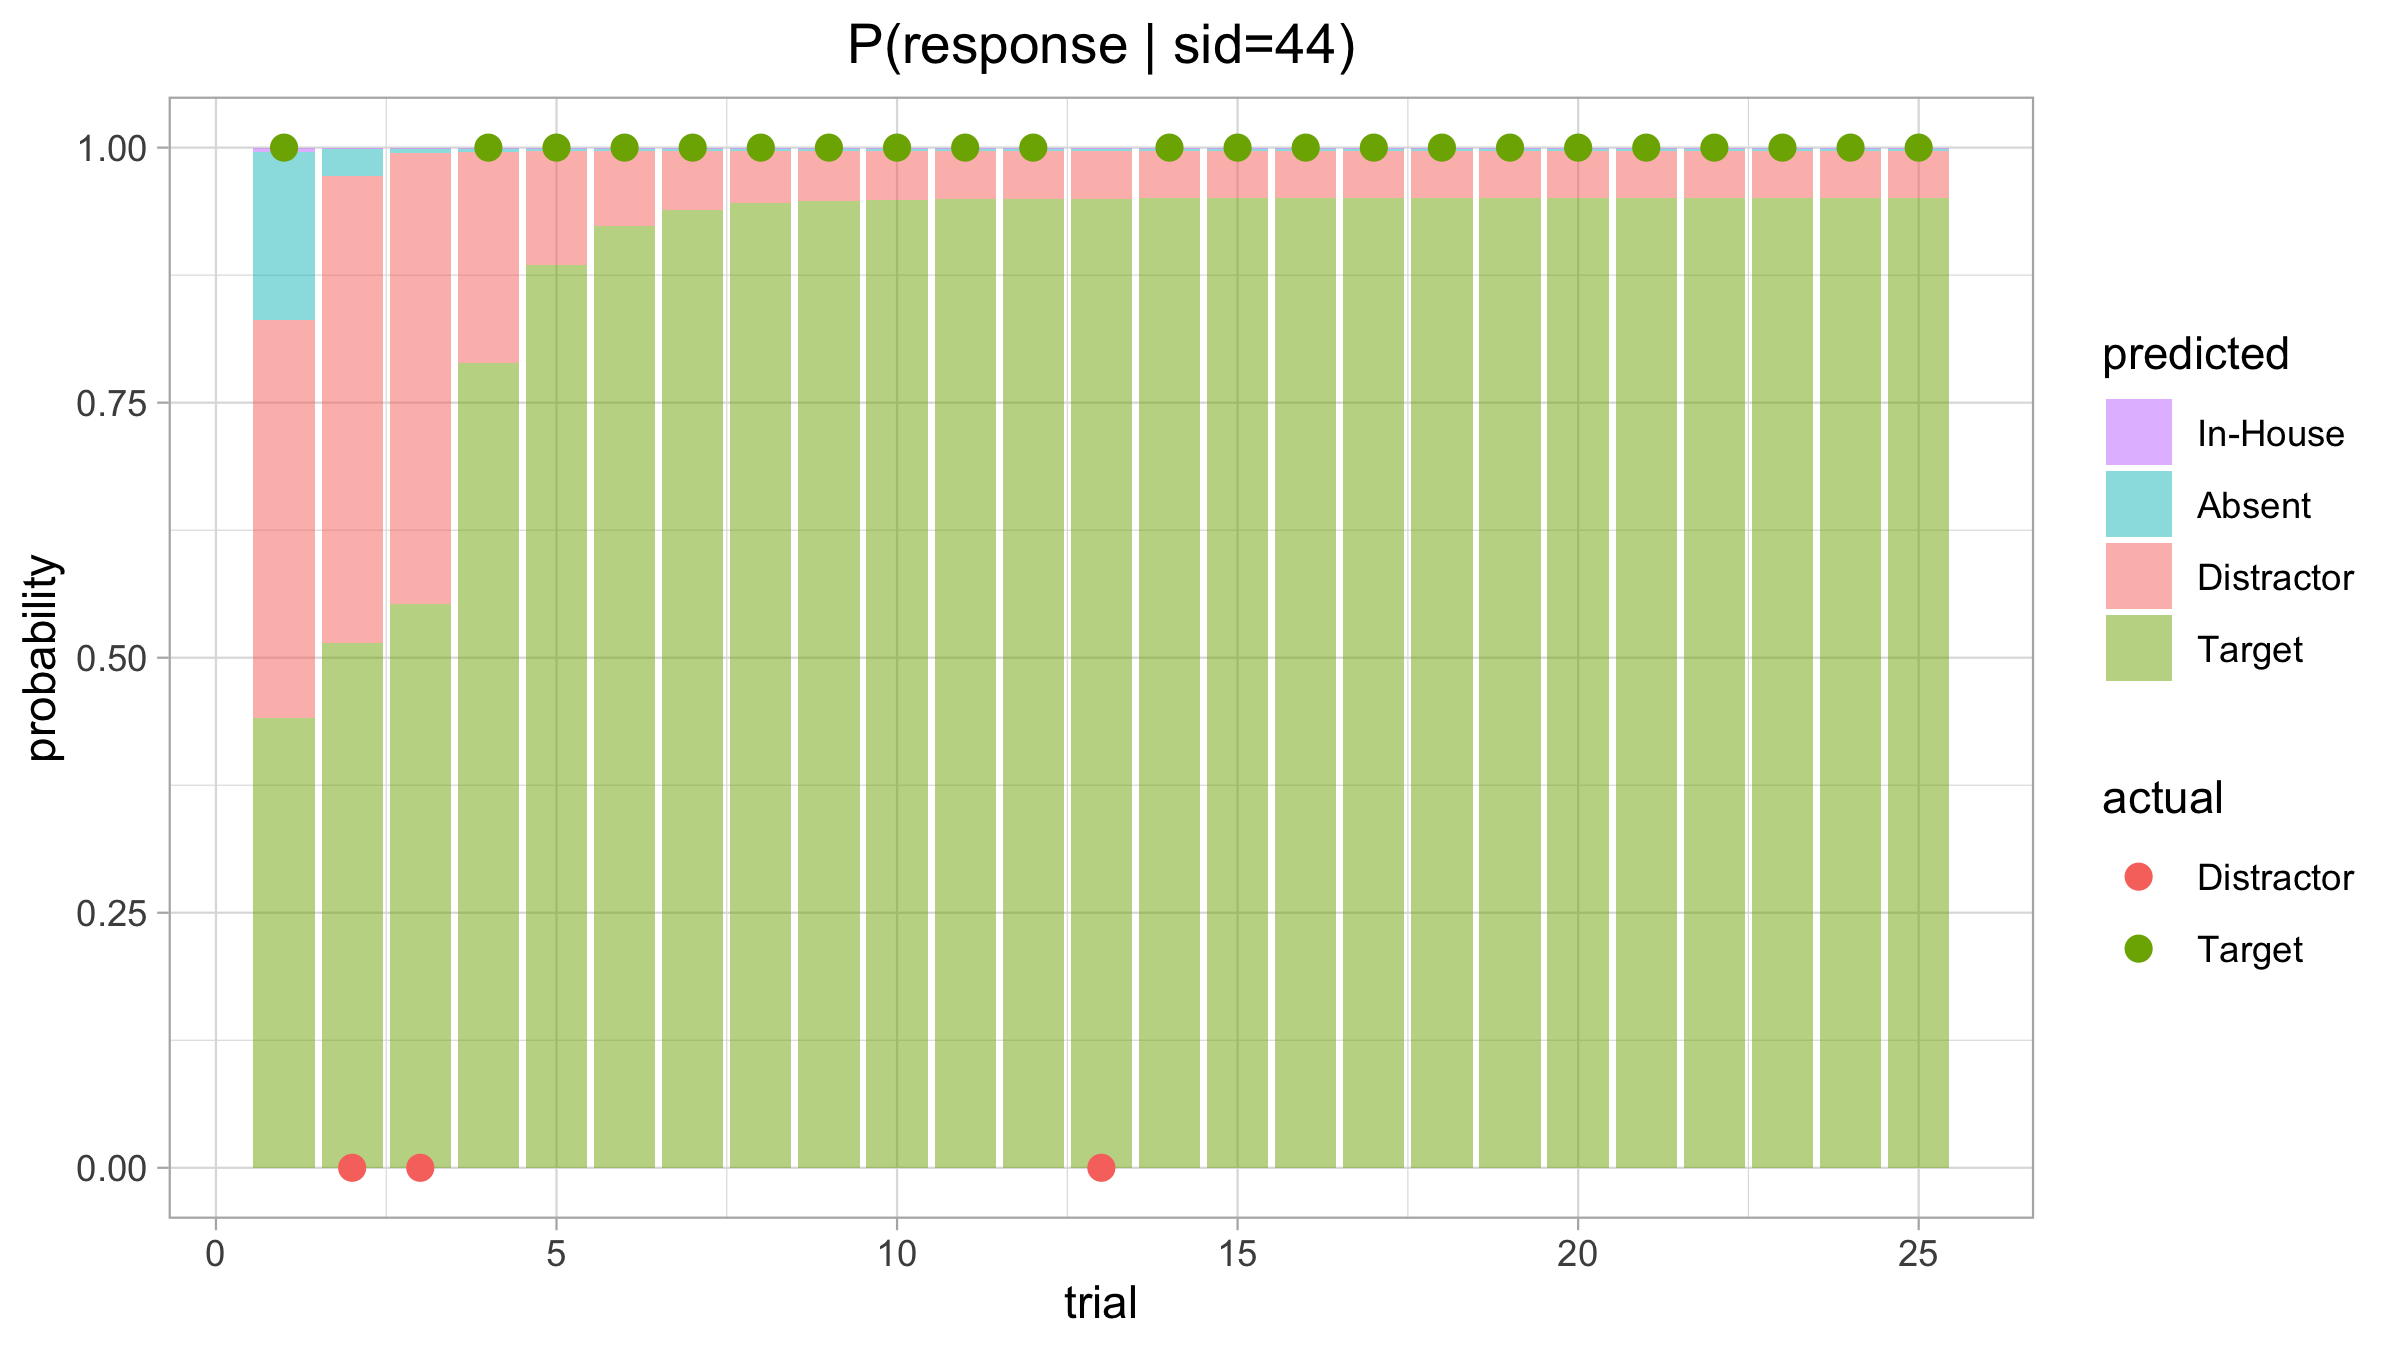 P(response | sid=44)
probability
1.00
0.75
0.50
0.25
0.00
0 5 10 15 20 25
trial
predicted
In-House
Absent
Distractor
Target
actual
Distractor
Target